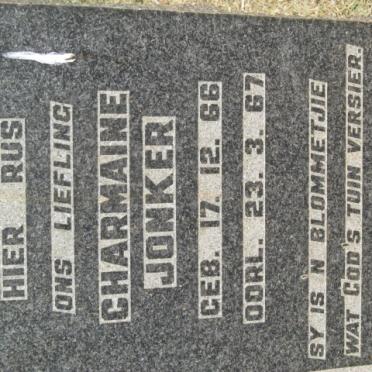 HIER RUS
ONS LIEFLING
CHARMAINE
JONKER
GEB. 17. 12. 66
OORL. 23. 3. 67
SY IS 'N BLOMMETJIE
WAT GOD'S TUIN VERSIER.